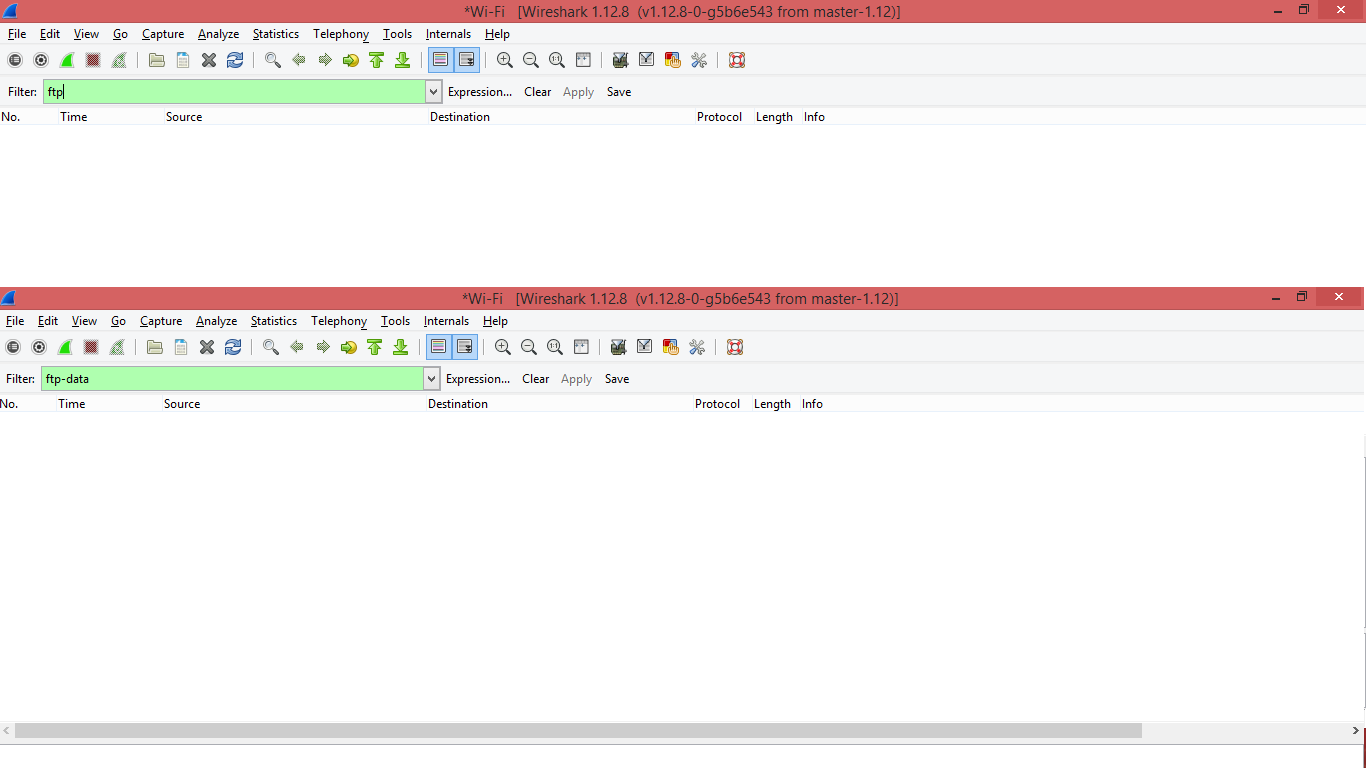 *Wi-Fi [Wireshark 1.12.8 (v1.12.8-0-g5b6e543 from master-1.12)]
File Edit View Go Capture Analyze Statistics Telephony Tools Internals Help
Filter: ftp Expression... Clear Apply Save
No. Time Source Destination Protocol Length Info
*Wi-Fi [Wireshark 1.12.8 (v1.12.8-0-g5b6e543 from master-1.12)]
File Edit View Go Capture Analyze Statistics Telephony Tools Internals Help
Filter: ftp-data Expression... Clear Apply Save
No. Time Source Destination Protocol Length Info